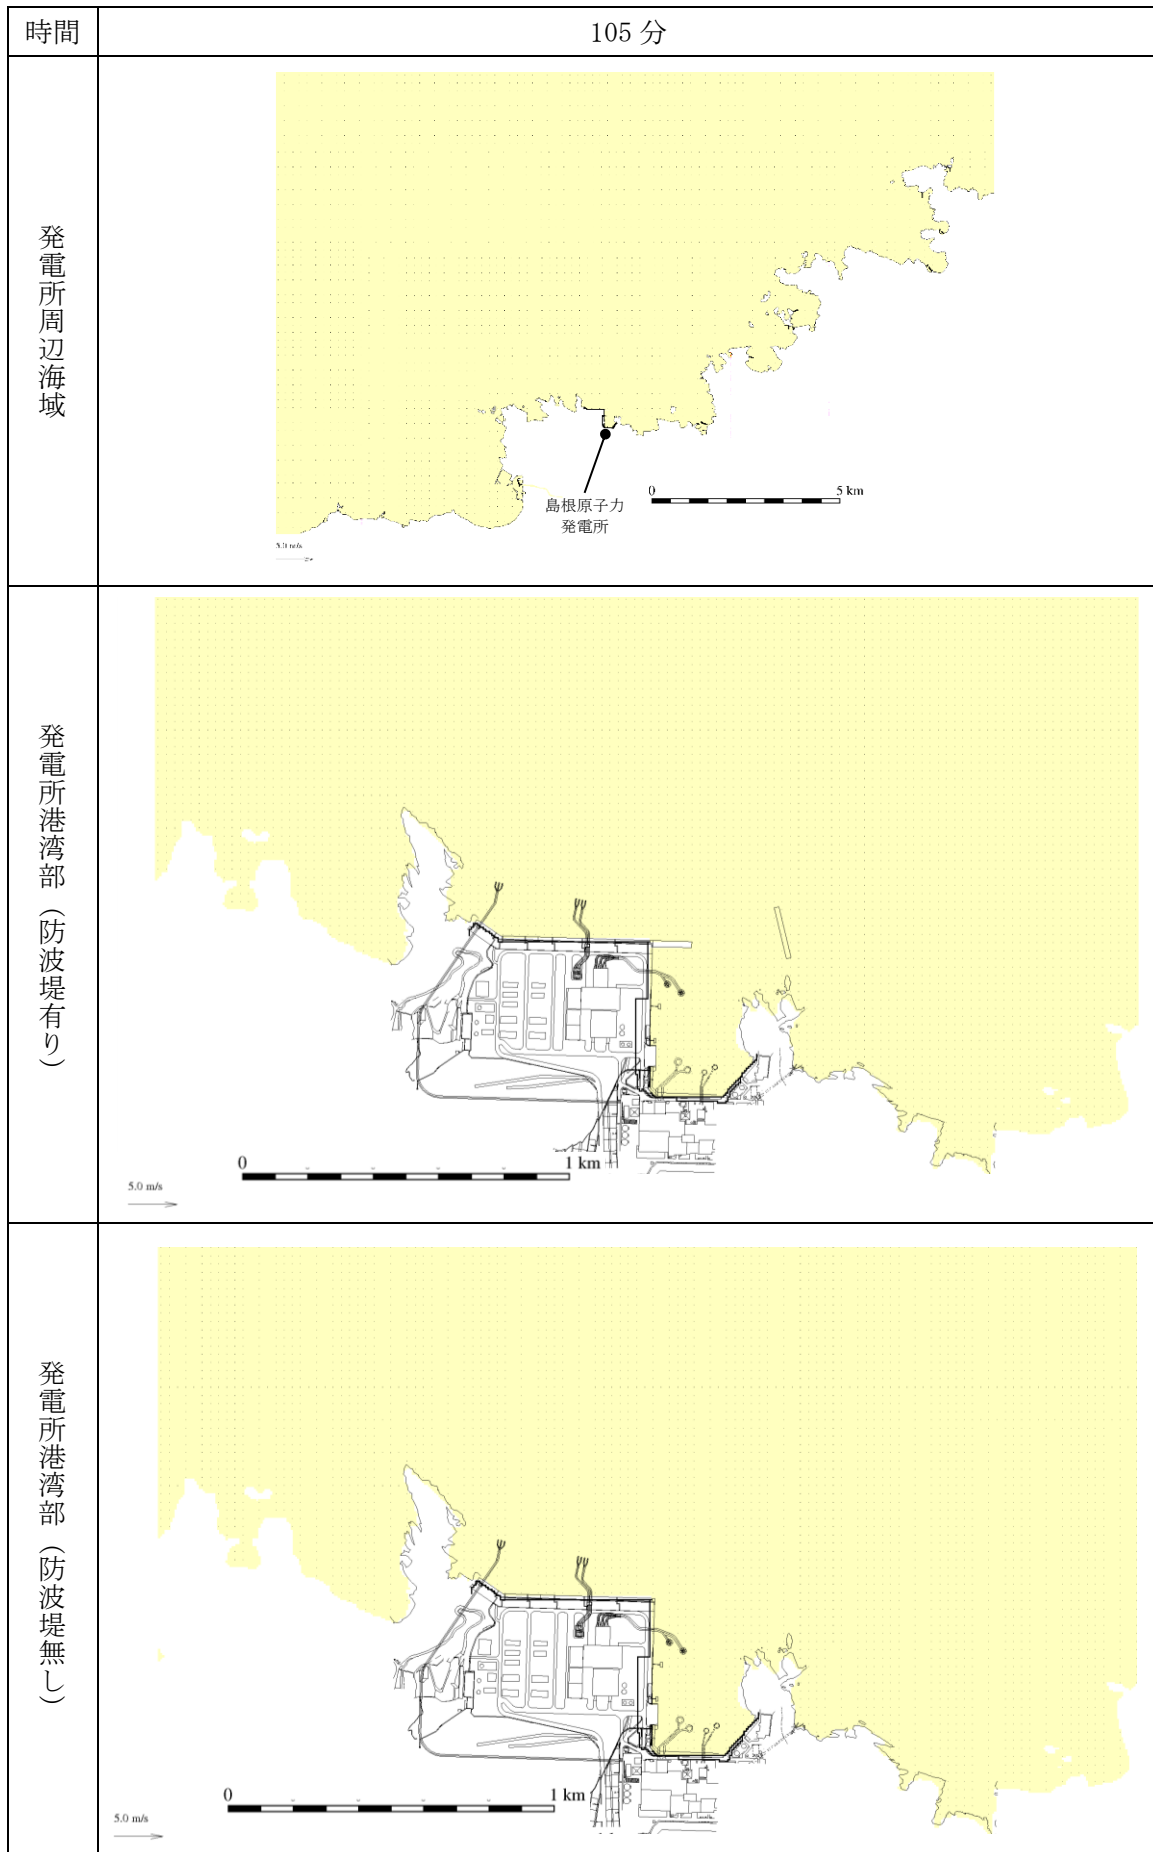 時間
105 分
発電所周辺海域
島根原子力
発電所
0
5 km
5.0 m/s
発電所港湾部（防波堤有り）
0
1 km
5.0 m/s
発電所港湾部（防波堤無し）
0
1 km
5.0 m/s